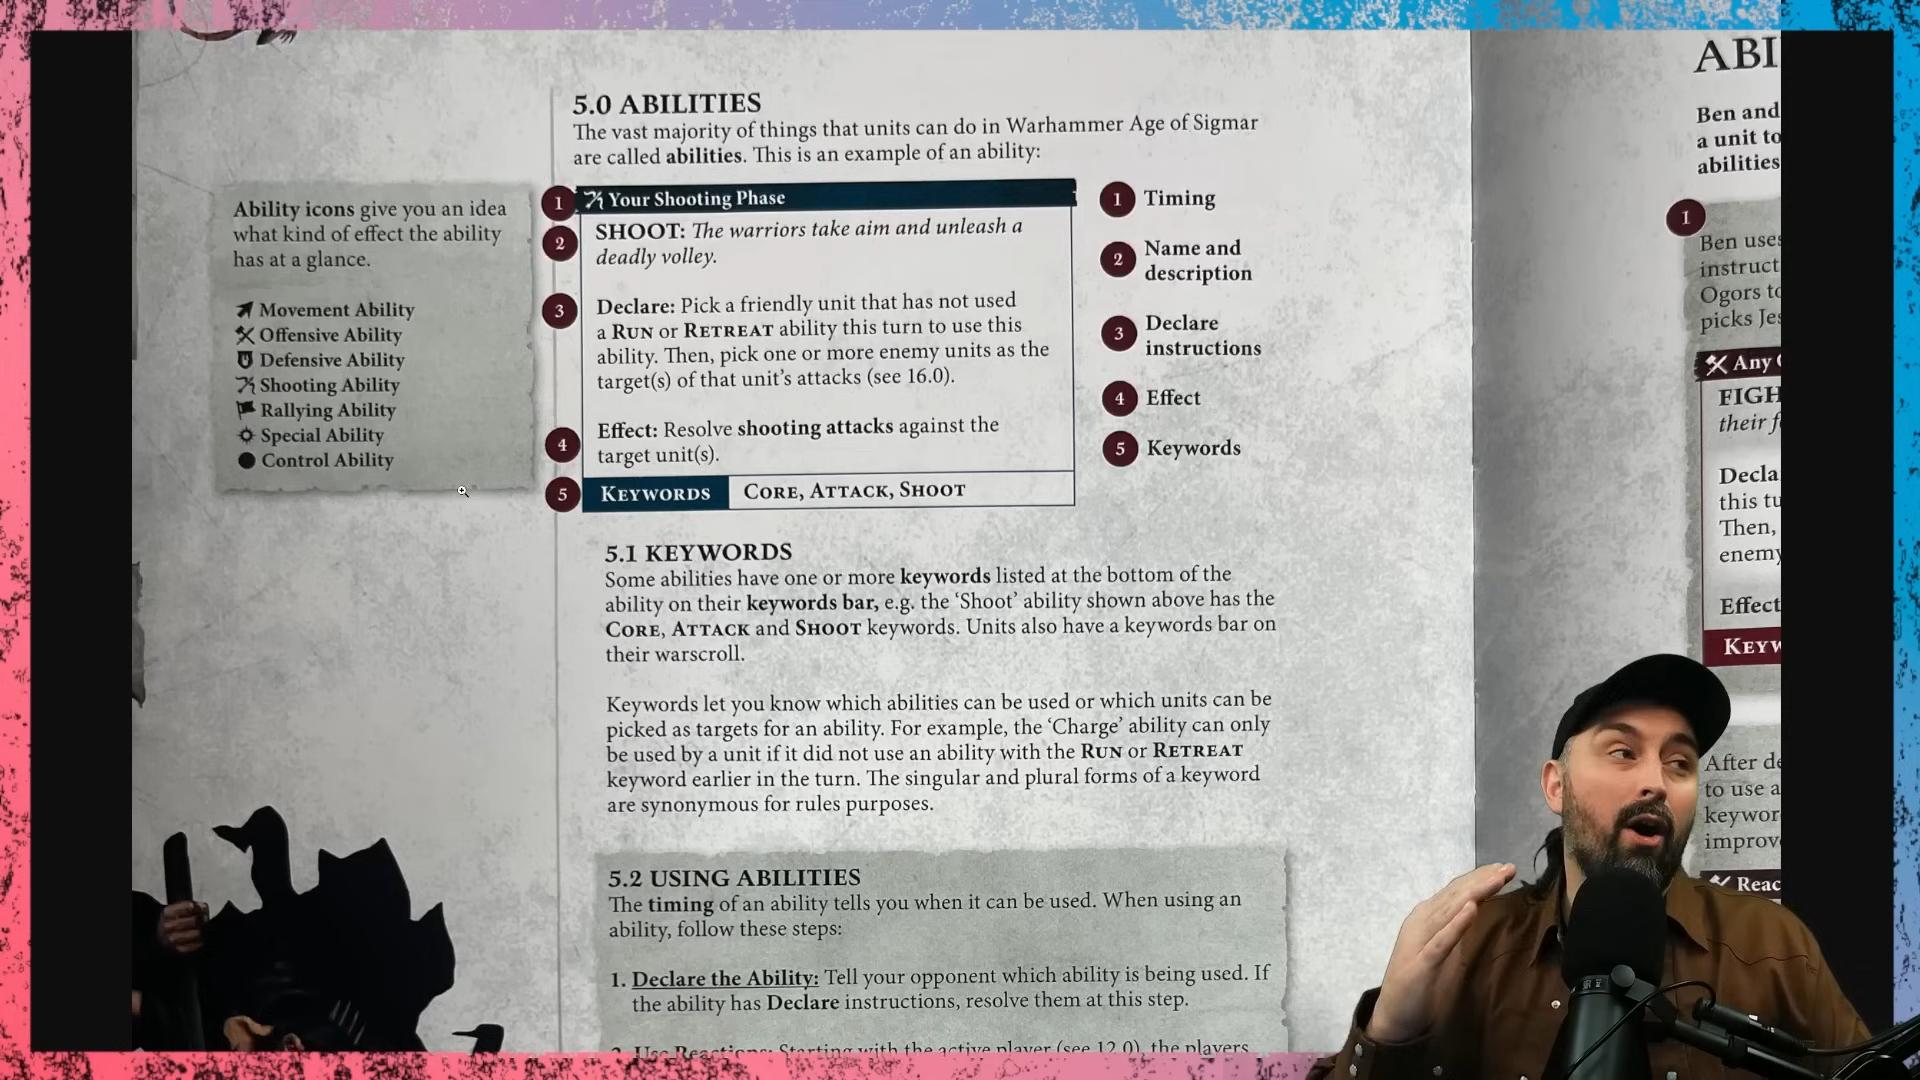 5.0 ABILITIES
The vast majority of things that units can do in Warhammer Age of Sigmar
are called abilities. This is an example of an ability:
Ability icons give you an idea
what kind of effect the ability
has at a glance.
Movement Ability
Offensive Ability
Defensive Ability
Shooting Ability
Rallying Ability
Special Ability
Control Ability
1 Your Shooting Phase
2 SHOOT: The warriors take aim and unleash a
deadly volley.
3 Declare: Pick a friendly unit that has not used
a RUN or RETREAT ability this turn to use this
ability. Then, pick one or more enemy units as the
target(s) of that unit's attacks (see 16.0).
4 Effect: Resolve shooting attacks against the
target unit(s).
5 KEYWORDS CORE, ATTACK, SHOOT
1 Timing
2 Name and
description
3 Declare
instructions
4 Effect
5 Keywords
5.1 KEYWORDS
Some abilities have one or more keywords listed at the bottom of the
ability on their keywords bar, e.g. the 'Shoot' ability shown above has the
CORE, ATTACK and SHOOT keywords. Units also have a keywords bar on
their warscroll.
Keywords let you know which abilities can be used or which units can be
picked as targets for an ability. For example, the 'Charge' ability can only
be used by a unit if it did not use an ability with the RUN or RETREAT
keyword earlier in the turn. The singular and plural forms of a keyword
are synonymous for rules purposes.
5.2 USING ABILITIES
The timing of an ability tells you when it can be used. When using an
ability, follow these steps:
1. Declare the Ability: Tell your opponent which ability is being used. If
the ability has Declare instructions, resolve them at this step.
2. Use Reactions: Starting with the active player (see 12.0), the players
ABI
Ben and
a unit to
abilities
1
Ben uses
instruct
Ogors to
picks Jes
Any
FIGH
their f
Decla
this tu
Then,
enemy
Effect
KEYW
After de
to use a
keywor
improv
Reac